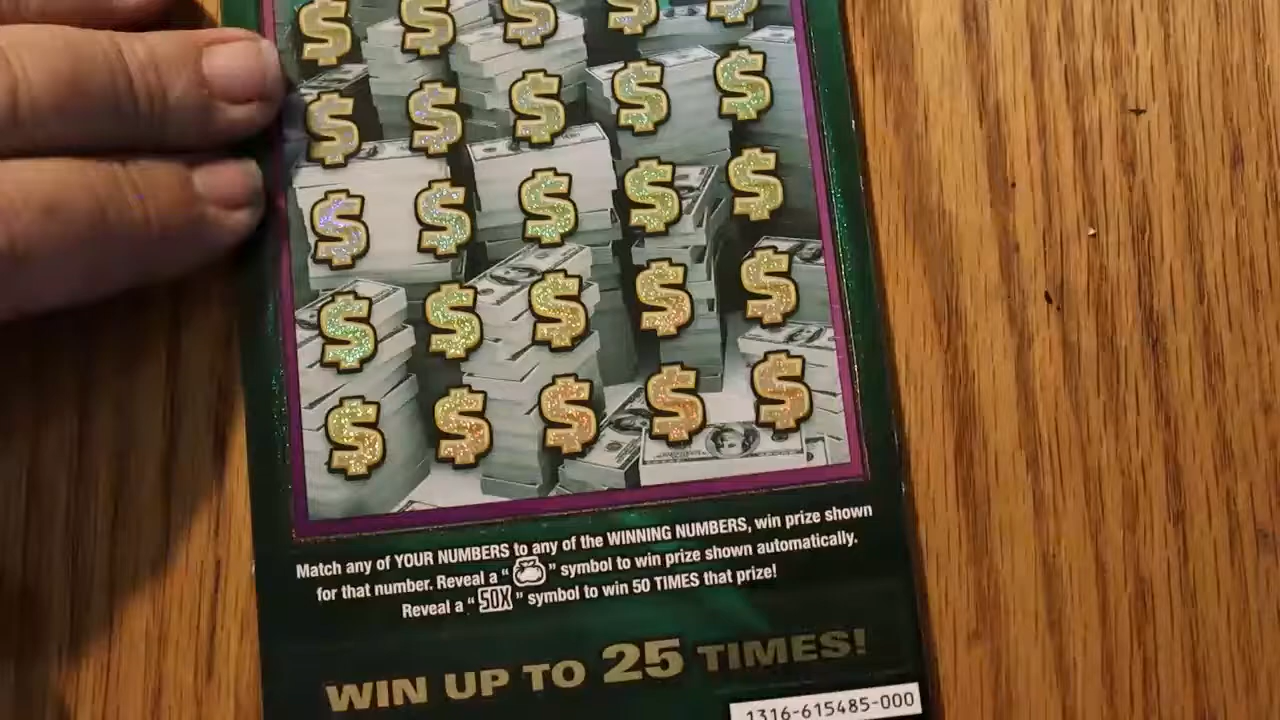 Match any of YOUR NUMBERS to any of the WINNING NUMBERS, win prize shown
for that number. Reveal a " " symbol to win prize shown automatically.
Reveal a "50X" symbol to win 50 TIMES that prize!
WIN UP TO 25 TIMES!
1316-615485-000